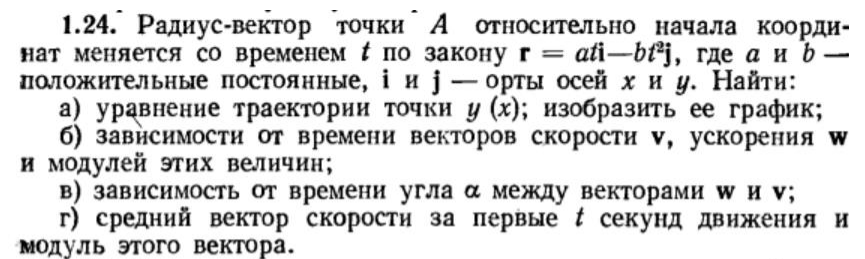 1.24. Радиус-вектор точки A относительно начала коорди-
нат меняется со временем t по закону r = ati—bt²j, где a и b —
положительные постоянные, i и j — орты осей x и y. Найти:
а) уравнение траектории точки y (x); изобразить ее график;
б) зависимости от времени векторов скорости v, ускорения w
и модулей этих величин;
в) зависимость от времени угла α между векторами w и v;
г) средний вектор скорости за первые t секунд движения и
модуль этого вектора.